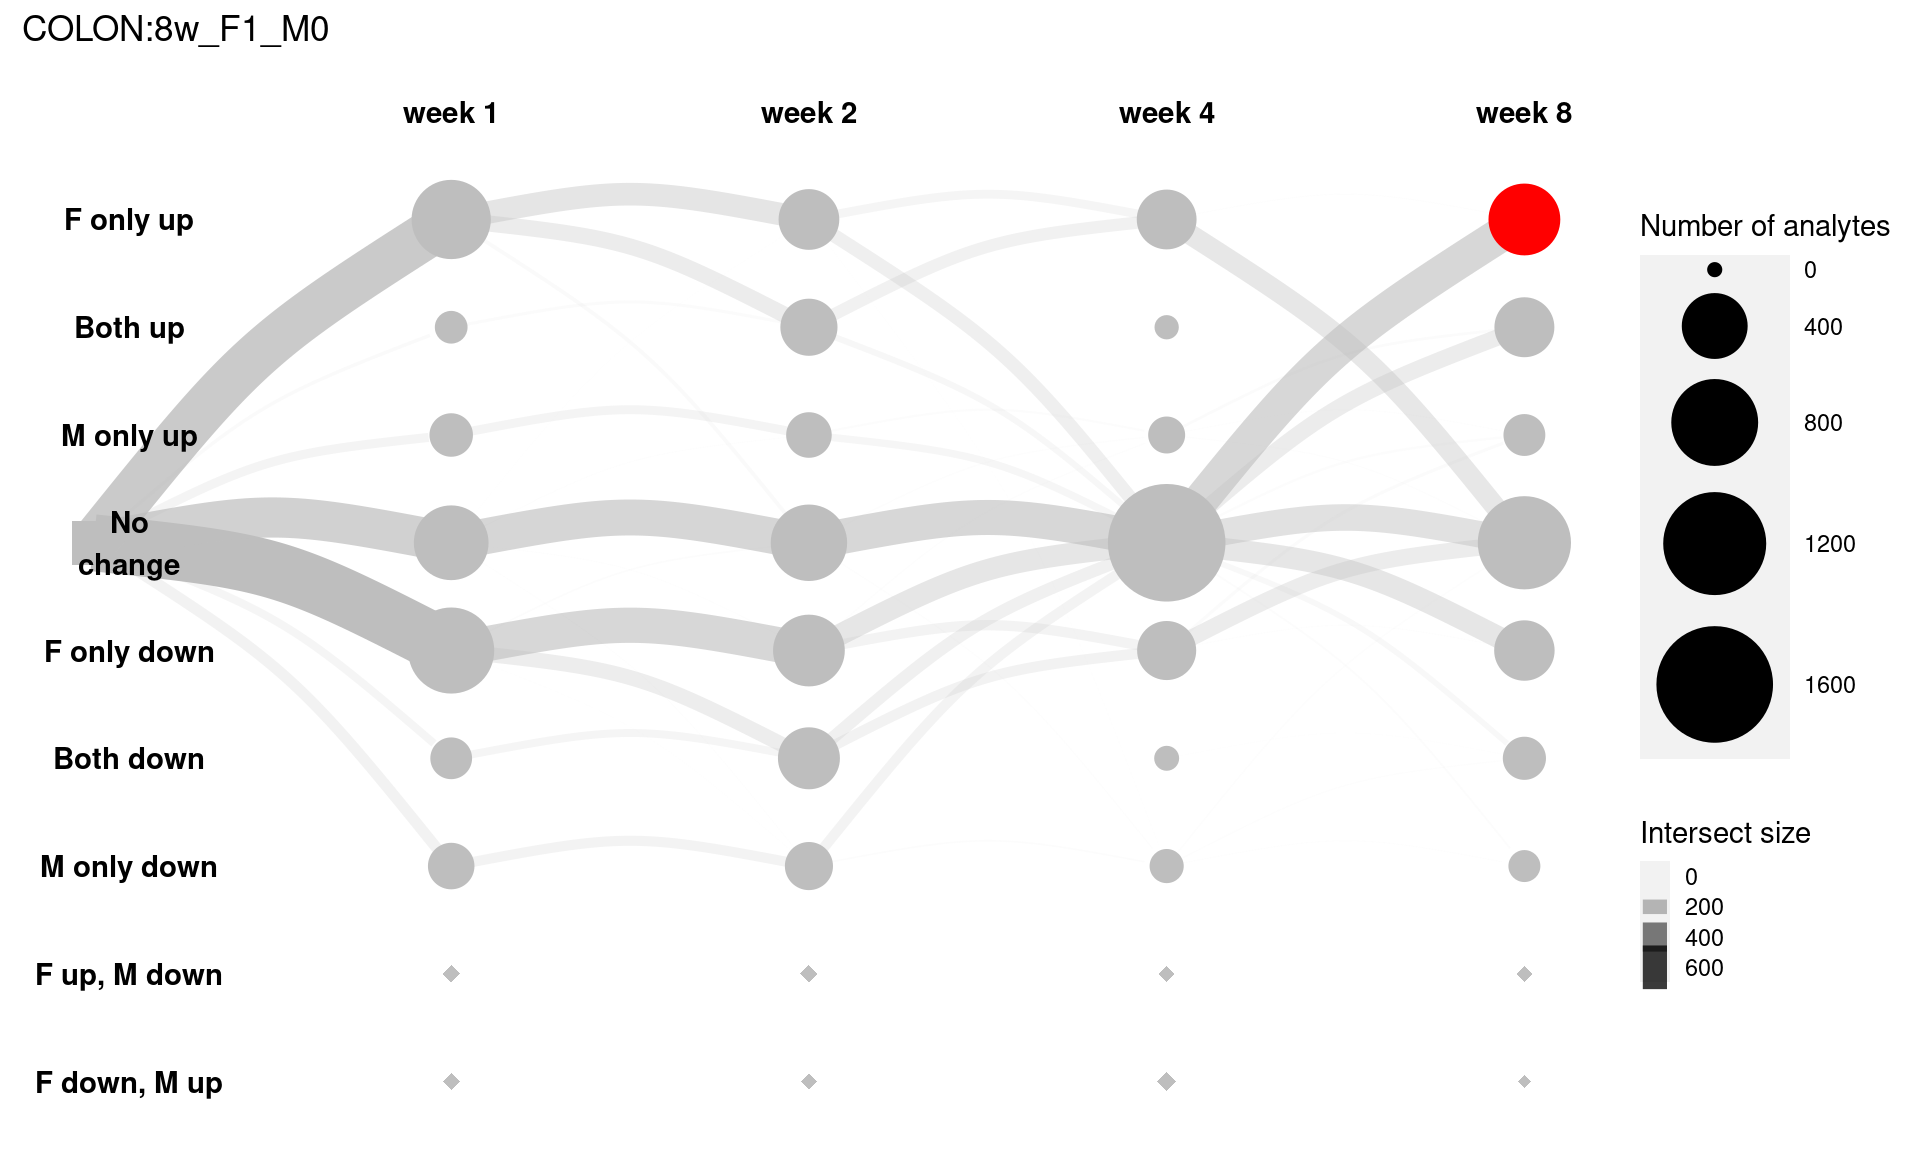 COLON:8w_F1_M0
week 1
week 2
week 4
week 8
F only up
Both up
M only up
No
change
F only down
Both down
M only down
F up, M down
F down, M up
Number of analytes
0
400
800
1200
1600
Intersect size
0
200
400
600